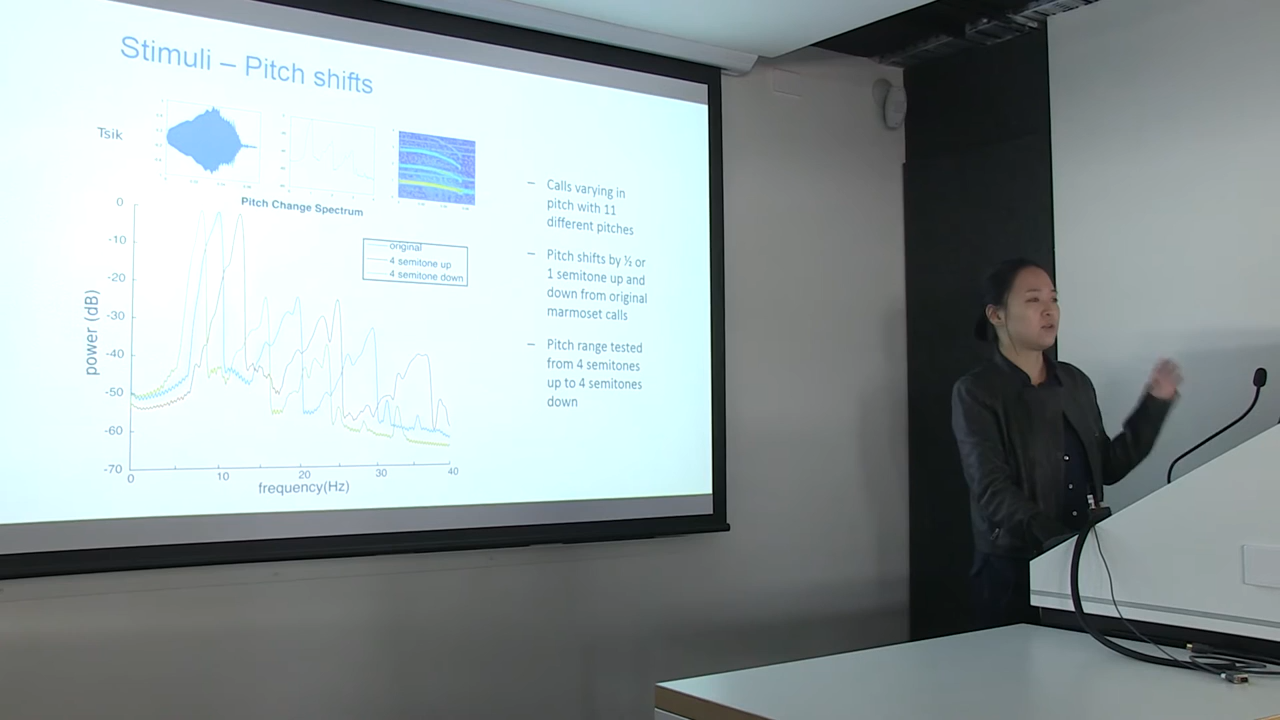 Stimuli – Pitch shifts
Tsik
Pitch Change Spectrum
original
4 semitone up
4 semitone down
power (dB)
0
-10
-20
-30
-40
-50
-60
-70
0
10
20
30
40
frequency(Hz)
– Calls varying in
pitch with 11
different pitches
– Pitch shifts by ½ or
1 semitone up and
down from original
marmoset calls
– Pitch range tested
from 4 semitones
up to 4 semitones
down